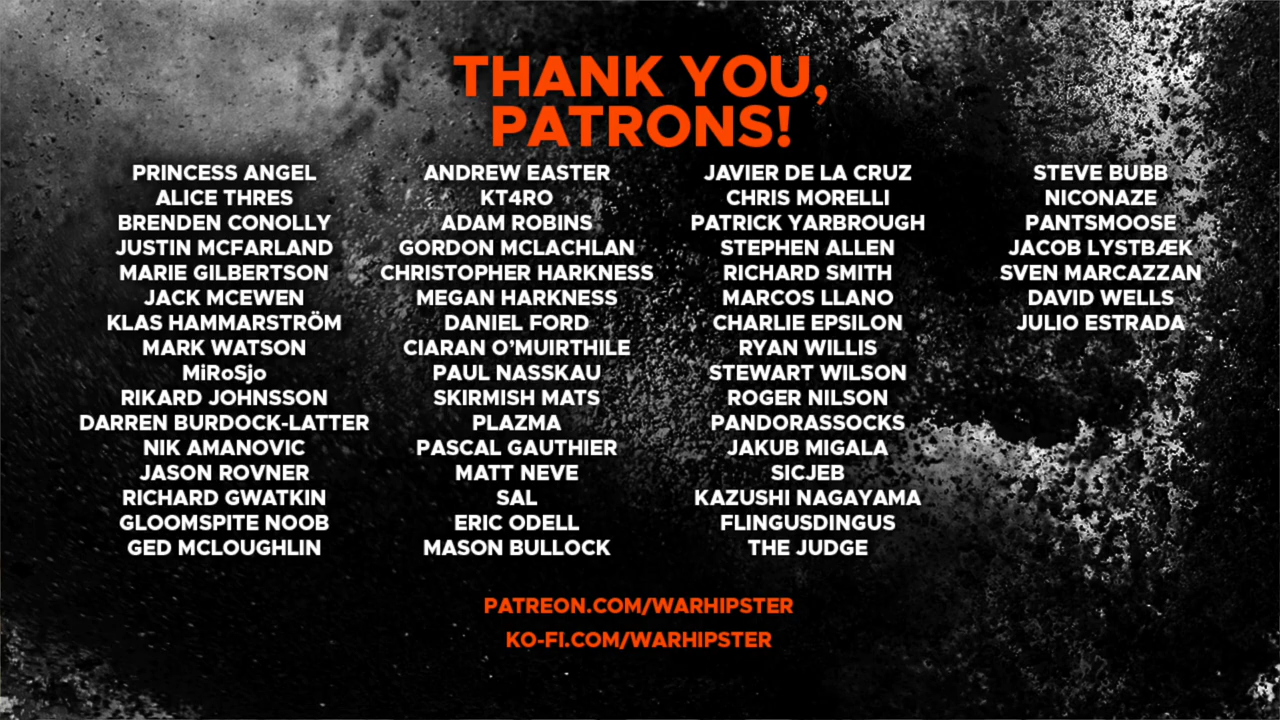 THANK YOU,
PATRONS!
PRINCESS ANGEL
ALICE THRES
BRENDEN CONOLLY
JUSTIN MCFARLAND
MARIE GILBERTSON
JACK MCEWEN
KLAS HAMMARSTRÖM
MARK WATSON
MiRoSjo
RIKARD JOHNSSON
DARREN BURDOCK-LATTER
NIK AMANOVIC
JASON ROVNER
RICHARD GWATKIN
GLOOMSPITE NOOB
GED MCLOUGHLIN
ANDREW EASTER
KT4RO
ADAM ROBINS
GORDON MCLACHLAN
CHRISTOPHER HARKNESS
MEGAN HARKNESS
DANIEL FORD
CIARAN O’MUIRTHILE
PAUL NASSKAU
SKIRMISH MATS
PLAZMA
PASCAL GAUTHIER
MATT NEVE
SAL
ERIC ODELL
MASON BULLOCK
JAVIER DE LA CRUZ
CHRIS MORELLI
PATRICK YARBROUGH
STEPHEN ALLEN
RICHARD SMITH
MARCOS LLANO
CHARLIE EPSILON
RYAN WILLIS
STEWART WILSON
ROGER NILSON
PANDORASSOCKS
JAKUB MIGALA
SICJEB
KAZUSHI NAGAYAMA
FLINGUSDINGUS
THE JUDGE
STEVE BUBB
NICONAZE
PANTSMOOSE
JACOB LYSTBÆK
SVEN MARCAZZAN
DAVID WELLS
JULIO ESTRADA
PATREON.COM/WARHIPSTER
KO-FI.COM/WARHIPSTER